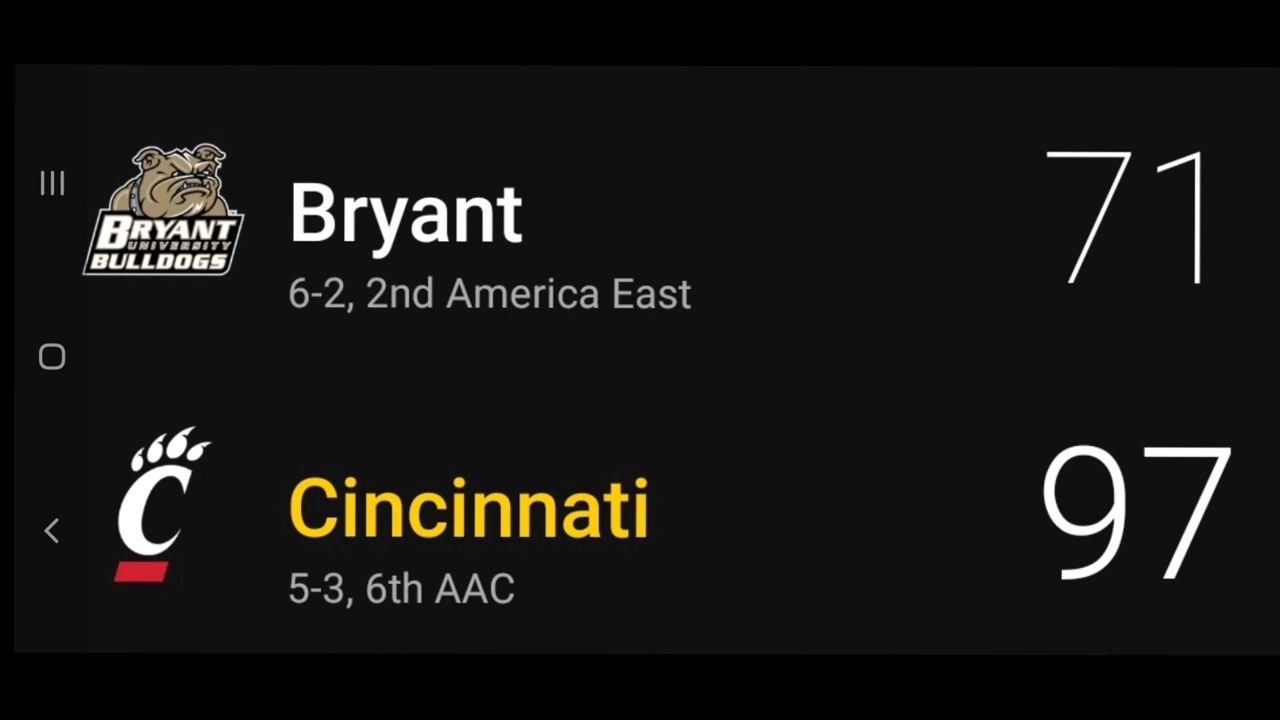 BRYANT
UNIVERSITY
BULLDOGS
Bryant
6-2, 2nd America East
71
C
Cincinnati
5-3, 6th AAC
97